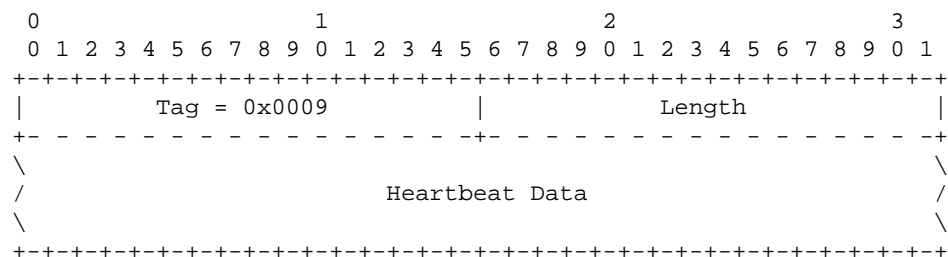 0                   1                   2                   3
 0 1 2 3 4 5 6 7 8 9 0 1 2 3 4 5 6 7 8 9 0 1 2 3 4 5 6 7 8 9 0 1
+-+-+-+-+-+-+-+-+-+-+-+-+-+-+-+-+-+-+-+-+-+-+-+-+-+-+-+-+-+-+-+-+
|         Tag = 0x0009          |            Length             |
+- - - - - - - - - - - - - - - -+- - - - - - - - - - - - - - - -+
\                                                               \
/                         Heartbeat Data                        /
\                                                               \
+-+-+-+-+-+-+-+-+-+-+-+-+-+-+-+-+-+-+-+-+-+-+-+-+-+-+-+-+-+-+-+-+